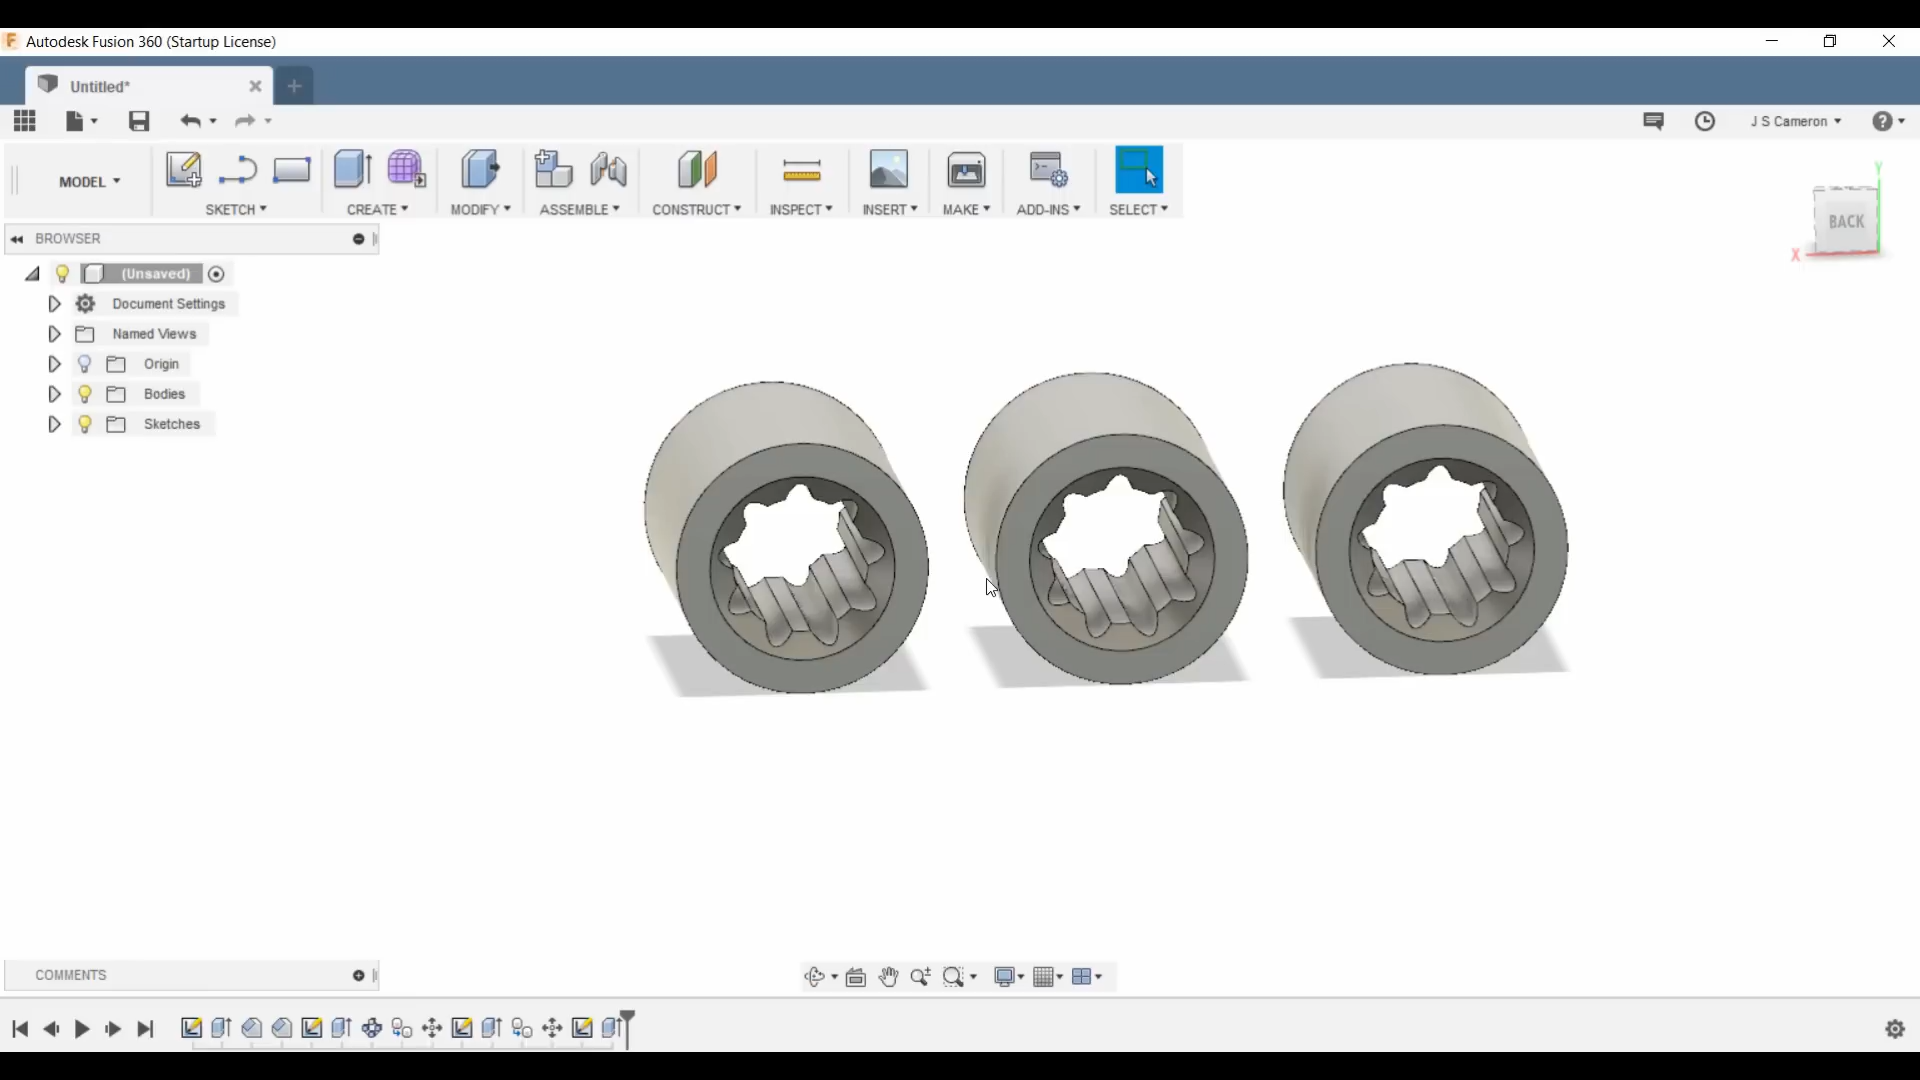 Autodesk Fusion 360 (Startup License)
Untitled*
J S Cameron
MODEL
SKETCH
CREATE
MODIFY
ASSEMBLE
CONSTRUCT
INSPECT
INSERT
MAKE
ADD-INS
SELECT
Y
BACK
X
BROWSER
(Unsaved)
Document Settings
Named Views
Origin
Bodies
Sketches
COMMENTS